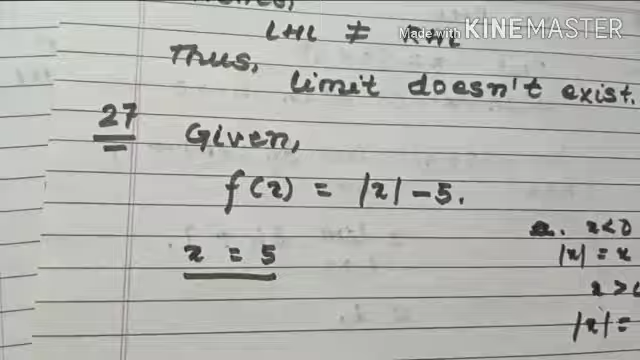 Made with KINEMASTER
LHL ≠ RHL
Thus, limit doesn't exist.
27 Given,
f(x) = |x| - 5.
x = 5
x < 0
|x| = x
x >
|x| =